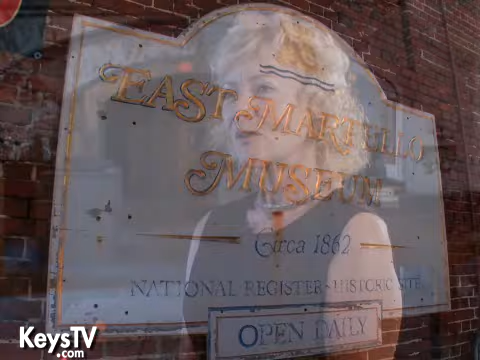 EAST MARTELLO
MUSEUM
Circa 1862
NATIONAL REGISTER - HISTORIC SITE
OPEN DAILY
KeysTV
.com